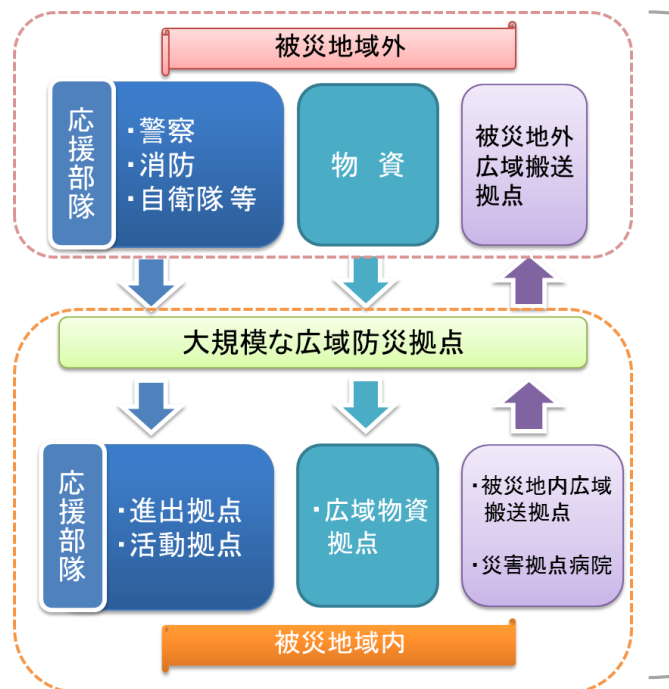 被災地域外
応援部隊
・警察
・消防
・自衛隊 等
物 資
被災地外
広域搬送
拠点
大規模な広域防災拠点
応援部隊
・進出拠点
・活動拠点
・広域物資
拠点
・被災地内広域
搬送拠点
・災害拠点病院
被災地域内